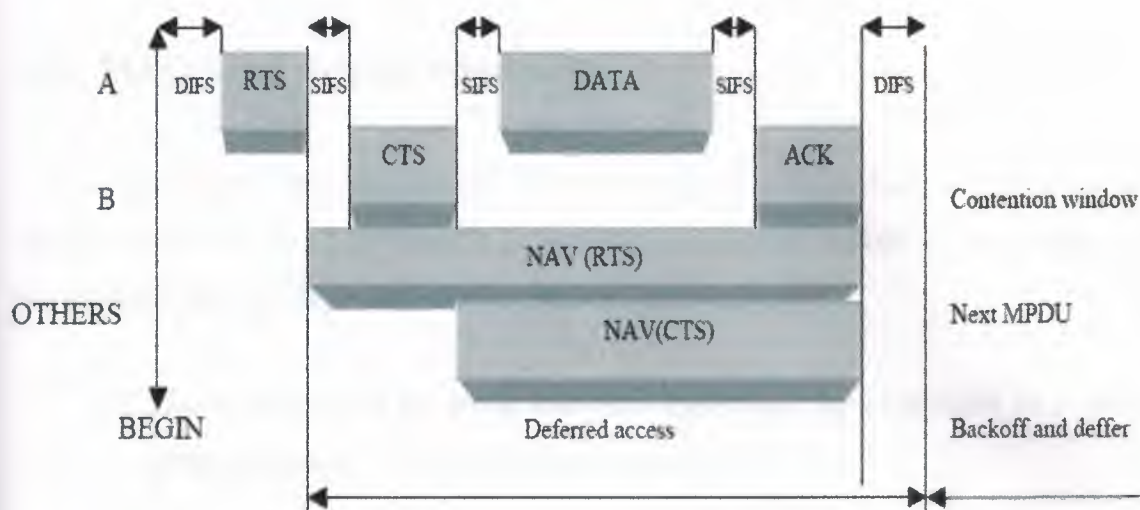 A DIFS RTS SIFS SIFS DATA SIFS DIFS
CTS ACK
B Contention window
NAV (RTS)
OTHERS Next MPDU
NAV(CTS)
BEGIN Deferred access Backoff and deffer